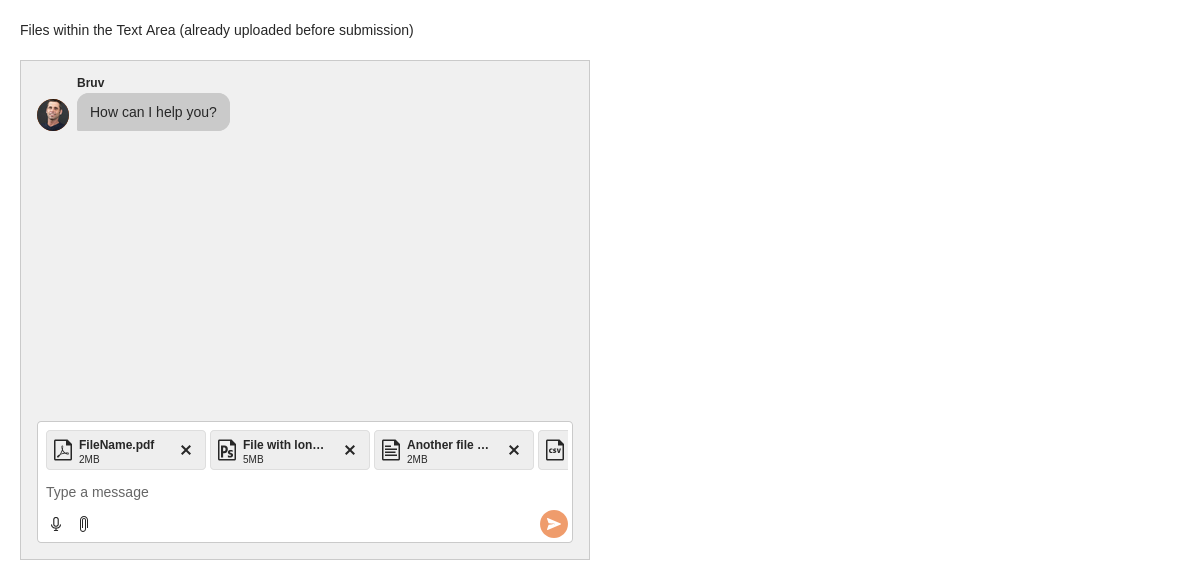 Files within the Text Area (already uploaded before submission)
Bruv
How can I help you?
FileName.pdf
2MB
Ps
File with lon…
5MB
Another file …
2MB
CSV
Type a message